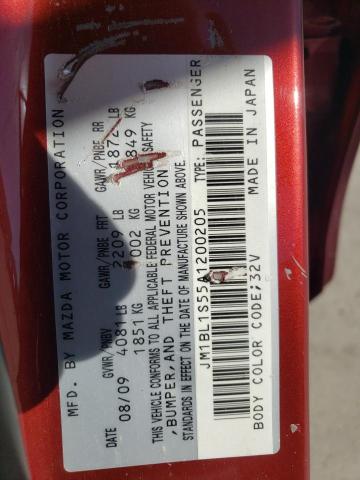 MFD. BY MAZDA MOTOR CORPORATION
GVWR/PNBV GAWR/PNBE FRT GAWR/PNBE RR
DATE 08/09 4081 LB 2209 LB 1872 LB
1851 KG 1002 KG 849 KG
THIS VEHICLE CONFORMS TO ALL APPLICABLE FEDERAL MOTOR VEHICLE SAFETY
,BUMPER,AND THEFT PREVENTION
STANDARDS IN EFFECT ON THE DATE OF MANUFACTURE SHOWN ABOVE.
JM1BL1S55A1200205 TYPE: PASSENGER
BODY COLOR CODE;32V MADE IN JAPAN